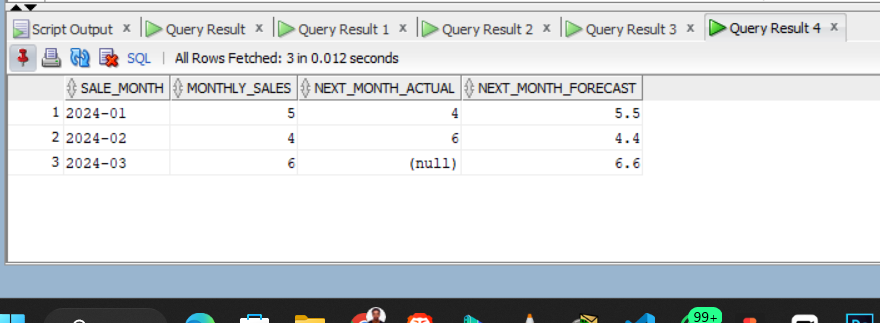 Script Output x Query Result x Query Result 1 x Query Result 2 x Query Result 3 x Query Result 4 x
SQL | All Rows Fetched: 3 in 0.012 seconds
SALE_MONTH MONTHLY_SALES NEXT_MONTH_ACTUAL NEXT_MONTH_FORECAST
1 2024-01 5 4 5.5
2 2024-02 4 6 4.4
3 2024-03 6 (null) 6.6
99+